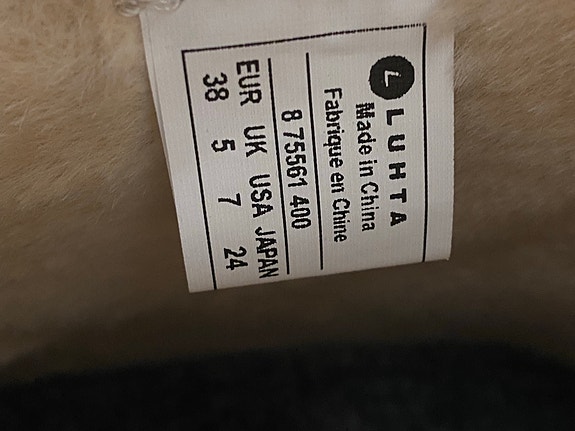 L LUHTA
Made in China
Fabrique en Chine
8 75561 400
EUR UK USA JAPAN
38 5 7 24